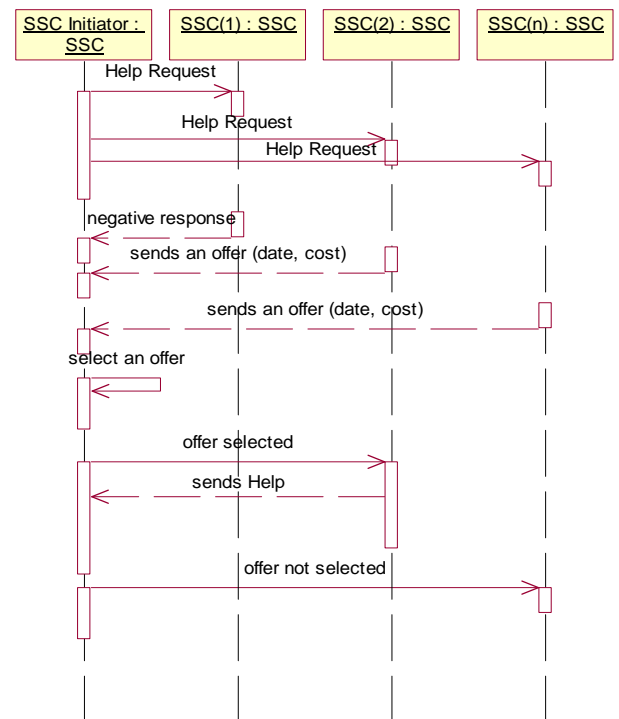 SSC Initiator :
SSC
SSC(1) : SSC
SSC(2) : SSC
SSC(n) : SSC
Help Request
Help Request
Help Request
negative response
sends an offer (date, cost)
sends an offer (date, cost)
select an offer
offer selected
sends Help
offer not selected